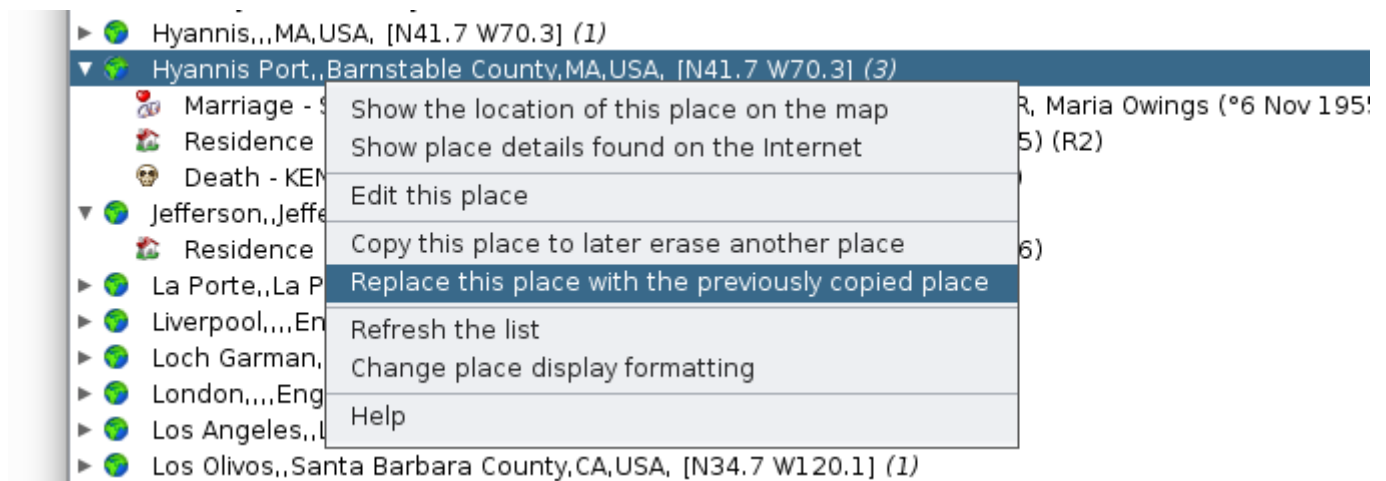 Hyannis,,,MA,USA, [N41.7 W70.3] (1)
Hyannis Port,,Barnstable County,MA,USA, [N41.7 W70.3] (3)
Marriage - S R, Maria Owings (°6 Nov 1955
Show the location of this place on the map
Residence 5) (R2)
Show place details found on the Internet
Death - KEN )
Edit this place
Jefferson,,Jeffe
Residence 6)
Copy this place to later erase another place
La Porte,,La P
Replace this place with the previously copied place
Liverpool,,,,En
Refresh the list
Loch Garman,
Change place display formatting
London,,,,Eng
Help
Los Angeles,,L
Los Olivos,,Santa Barbara County,CA,USA, [N34.7 W120.1] (1)